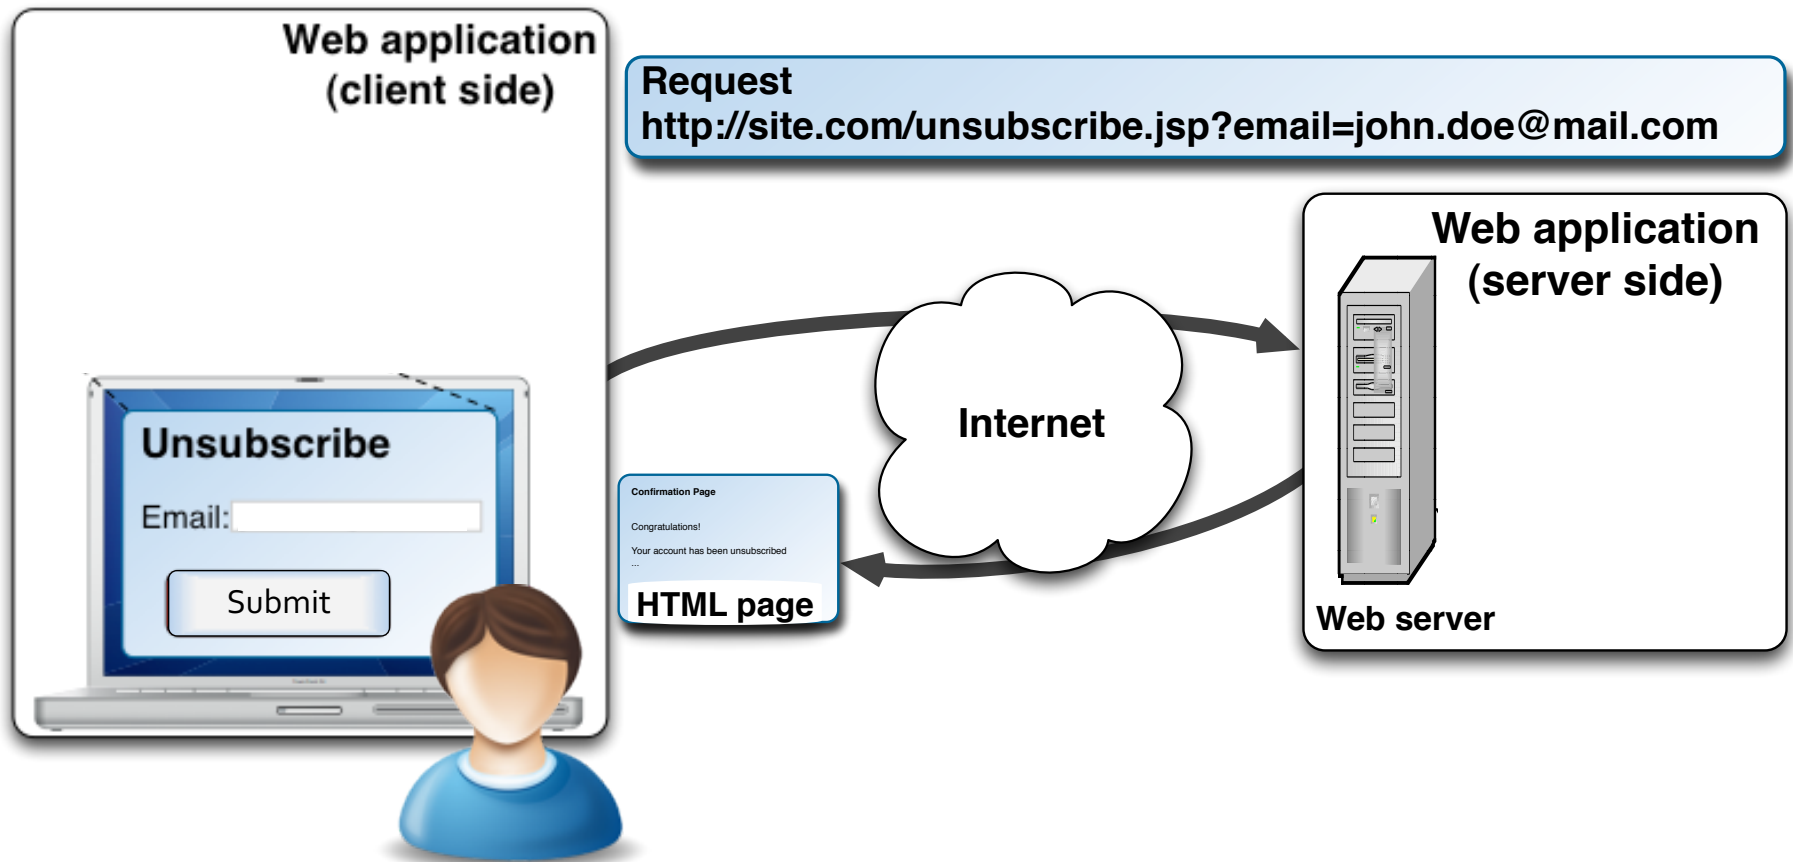 Web application
(client side)
Request
http://site.com/unsubscribe.jsp?email=john.doe@mail.com
Web application
(server side)
Internet
Unsubscribe
Email:
Submit
Confirmation Page
Congratulations!
Your account has been unsubscribed
...
HTML page
Web server